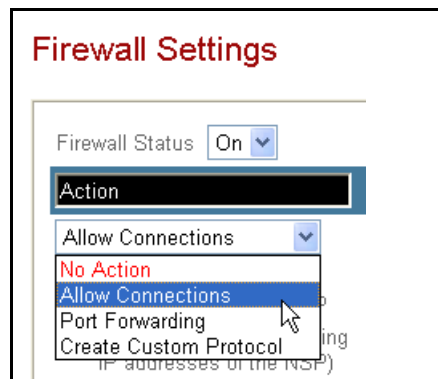 Firewall Settings
Firewall Status On
Action
Allow Connections
No Action
Allow Connections
Port Forwarding
Create Custom Protocol
IP addresses of the NSP)